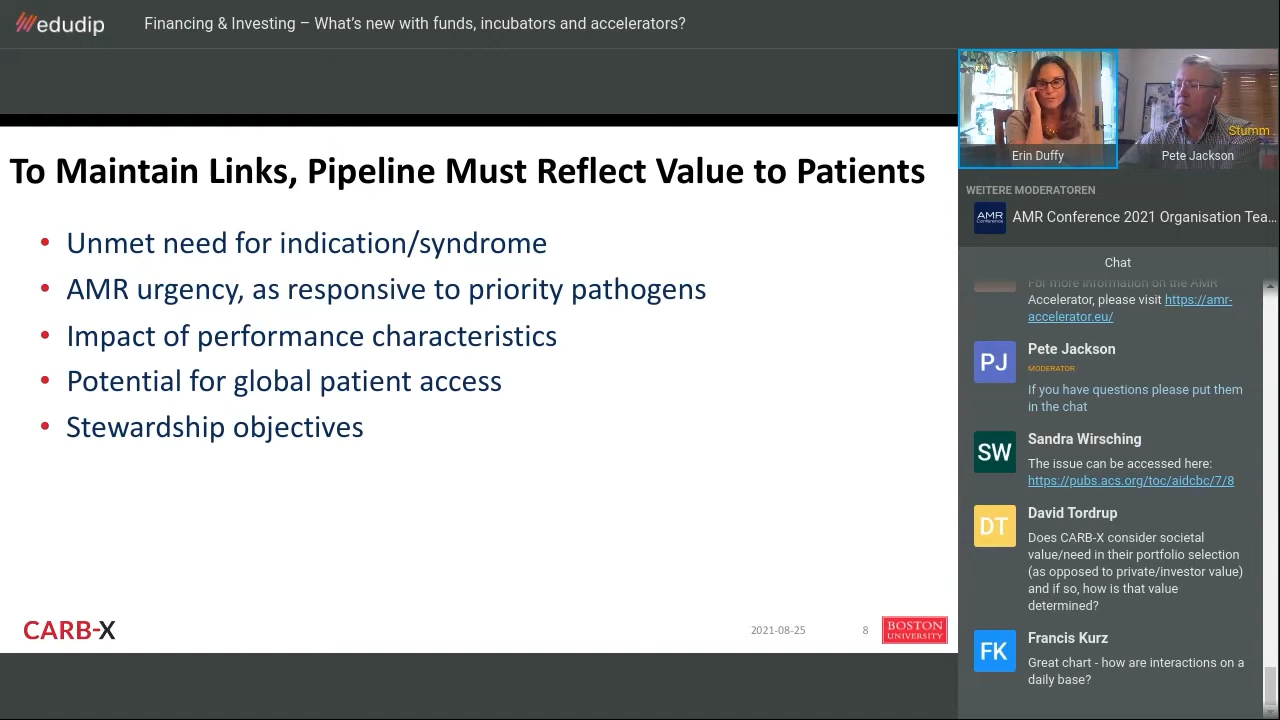 edudip
Financing & Investing – What's new with funds, incubators and accelerators?
To Maintain Links, Pipeline Must Reflect Value to Patients
• Unmet need for indication/syndrome
• AMR urgency, as responsive to priority pathogens
• Impact of performance characteristics
• Potential for global patient access
• Stewardship objectives
CARB-X
2021-08-25
8
BOSTON
UNIVERSITY
Erin Duffy
Stumm
Pete Jackson
WEITERE MODERATOREN
AMR
Conference
AMR Conference 2021 Organisation Tea...
Chat
For more information on the AMR
Accelerator, please visit https://amr-
accelerator.eu/
PJ
Pete Jackson
MODERATOR
If you have questions please put them
in the chat
SW
Sandra Wirsching
The issue can be accessed here:
https://pubs.acs.org/toc/aidcbc/7/8
DT
David Tordrup
Does CARB-X consider societal
value/need in their portfolio selection
(as opposed to private/investor value)
and if so, how is that value
determined?
FK
Francis Kurz
Great chart - how are interactions on a
daily base?